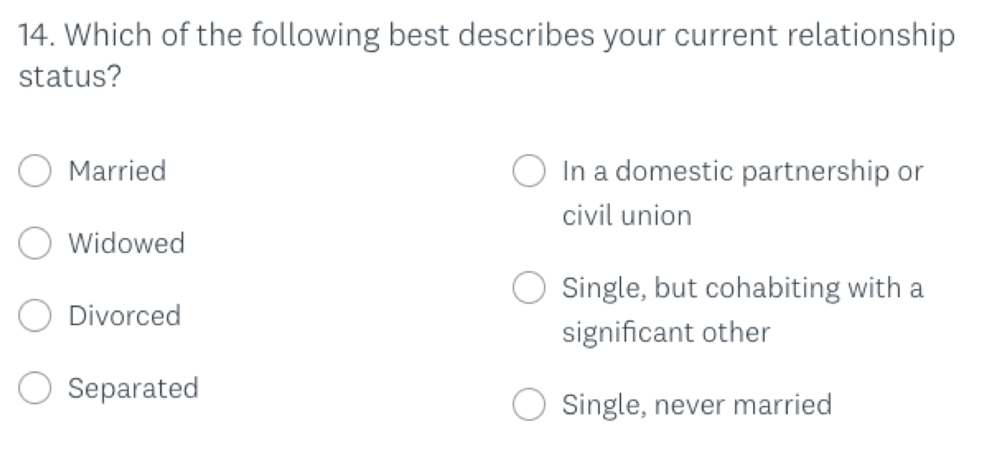 14. Which of the following best describes your current relationship
status?
Married
Widowed
Divorced
Separated
In a domestic partnership or
civil union
Single, but cohabiting with a
significant other
Single, never married